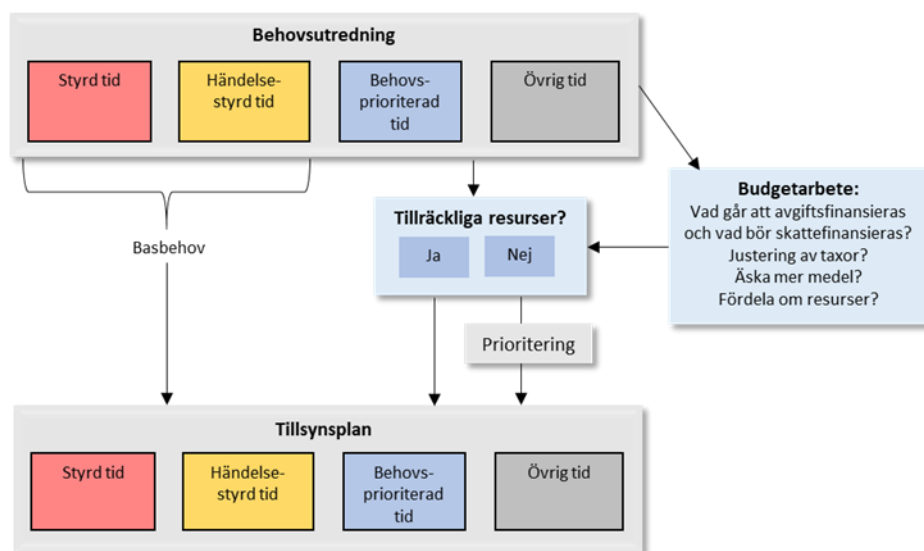 Behovsutredning
Styrd tid
Händelse-
styrd tid
Behovs-
prioriterad
tid
Övrig tid
Basbehov
Tillräckliga resurser?
Ja
Nej
Budgetarbete:
Vad går att avgiftsfinansieras
och vad bör skattefinansieras?
Justering av taxor?
Äska mer medel?
Fördela om resurser?
Prioritering
Tillsynsplan
Styrd tid
Händelse-
styrd tid
Behovs-
prioriterad
tid
Övrig tid